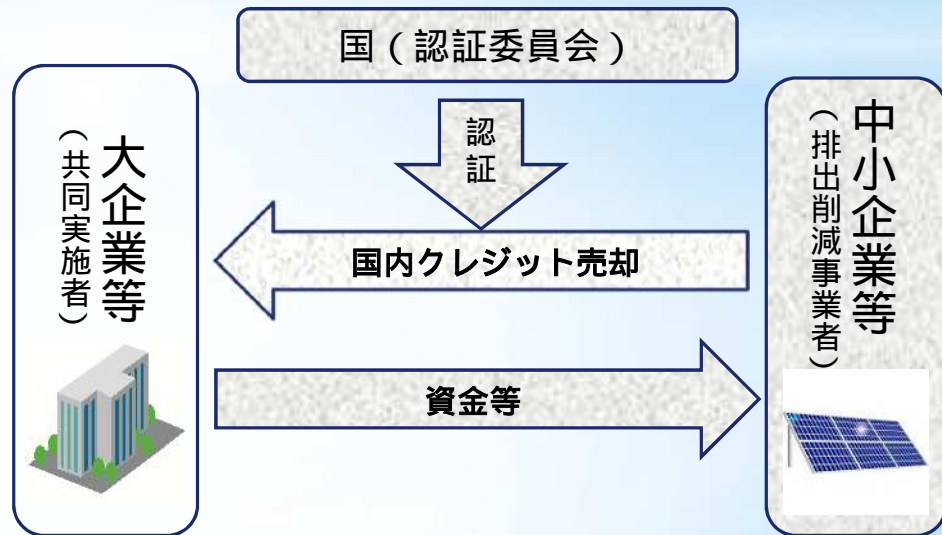 国（認証委員会）
認
証
大企業等
（共同実施者）
国内クレジット売却
資金等
中小企業等
（排出削減事業者）